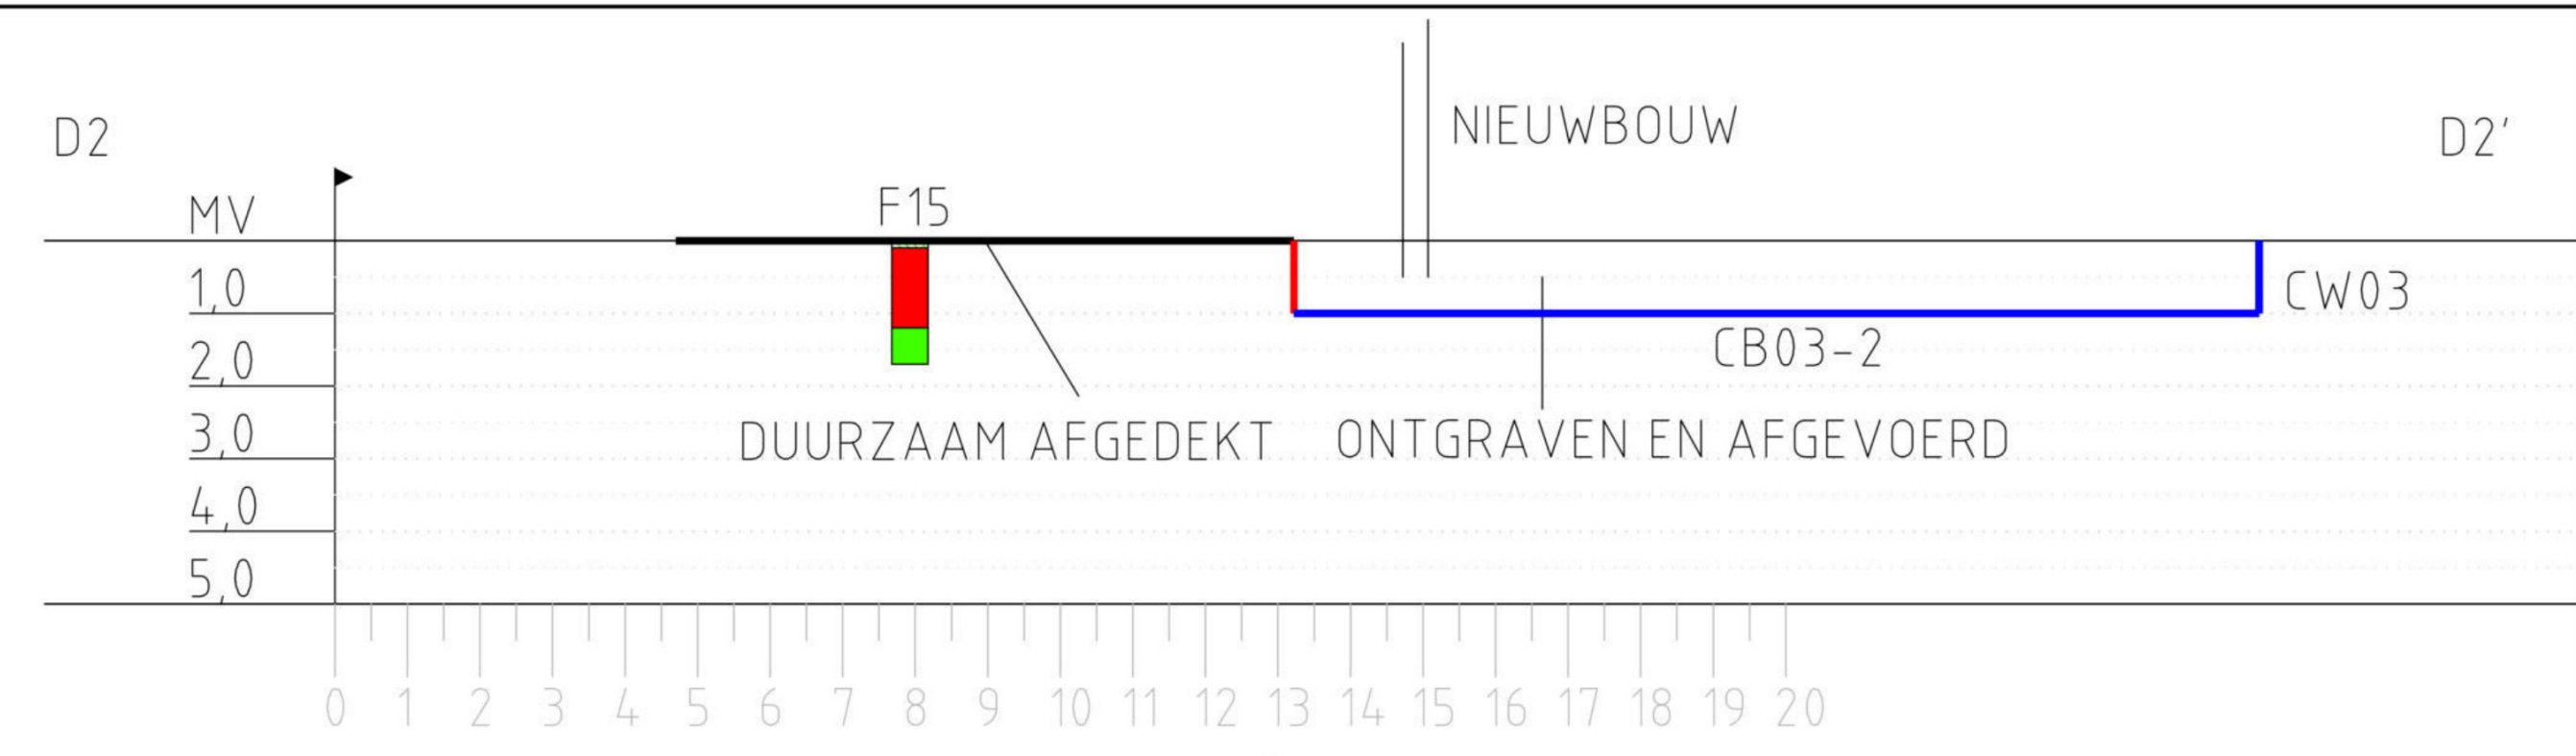 NIEUWBOUW
D2
D2'
F15
MV
1,0
CW03
2,0
CB03-2
3,0
DUURZAAM AFGEDEKT
ONTGRAVEN EN AFGEVOERD
4,0
5,0
0 1 2 3 4 5 6 7 8 9 10 11 12 13 14 15 16 17 18 19 20